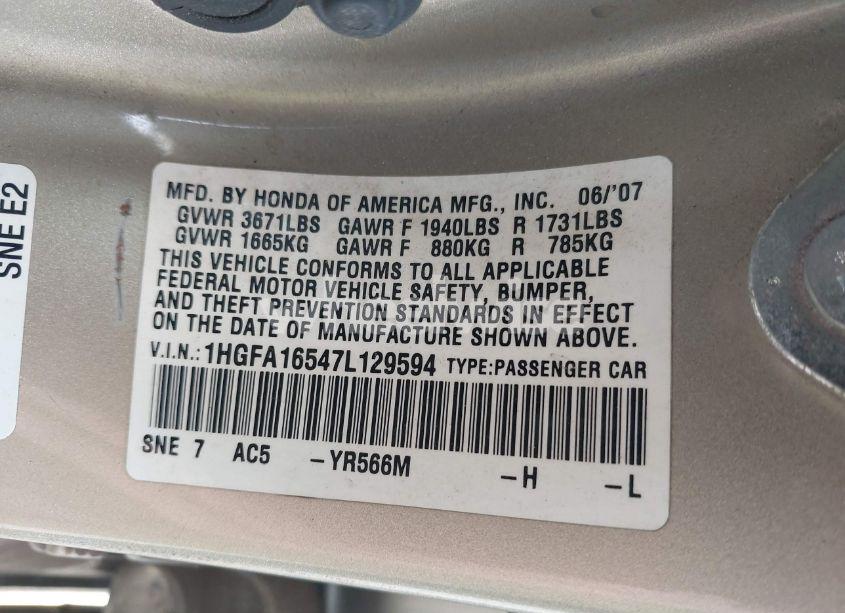 SNE E2
MFD. BY HONDA OF AMERICA MFG., INC. 06/'07
GVWR 3671LBS GAWR F 1940LBS R 1731LBS
GVWR 1665KG GAWR F 880KG R 785KG
THIS VEHICLE CONFORMS TO ALL APPLICABLE
FEDERAL MOTOR VEHICLE SAFETY, BUMPER,
AND THEFT PREVENTION STANDARDS IN EFFECT
ON THE DATE OF MANUFACTURE SHOWN ABOVE.
V.I.N.: 1HGFA16547L129594 TYPE:PASSENGER CAR
SNE 7 AC5 -YR566M -H -L